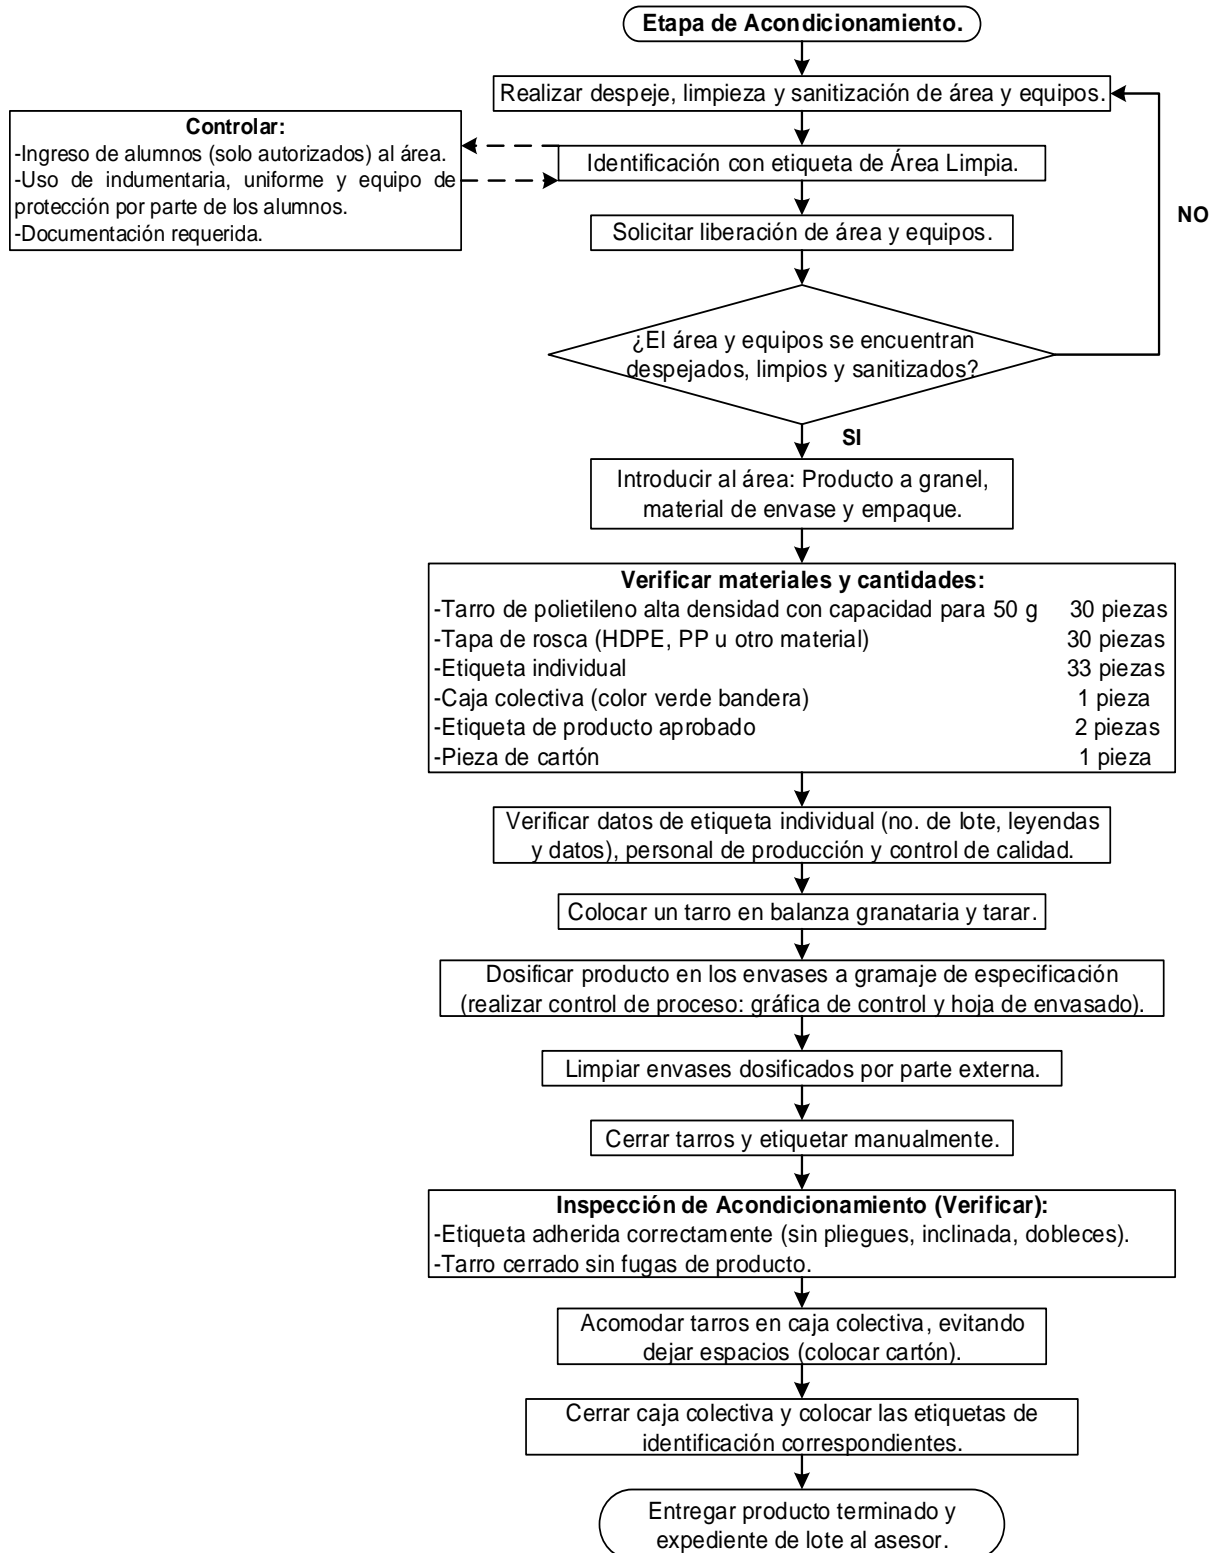 Etapa de Acondicionamiento.
Realizar despeje, limpieza y sanitización de área y equipos.
Controlar:
-Ingreso de alumnos (solo autorizados) al área.
-Uso de indumentaria, uniforme y equipo de
protección por parte de los alumnos.
-Documentación requerida.
Identificación con etiqueta de Área Limpia.
Solicitar liberación de área y equipos.
NO
¿El área y equipos se encuentran
despejados, limpios y sanitizados?
SI
Introducir al área: Producto a granel,
material de envase y empaque.
Verificar materiales y cantidades:
-Tarro de polietileno alta densidad con capacidad para 50 g 30 piezas
-Tapa de rosca (HDPE, PP u otro material) 30 piezas
-Etiqueta individual 33 piezas
-Caja colectiva (color verde bandera) 1 pieza
-Etiqueta de producto aprobado 2 piezas
-Pieza de cartón 1 pieza
Verificar datos de etiqueta individual (no. de lote, leyendas
y datos), personal de producción y control de calidad.
Colocar un tarro en balanza granataria y tarar.
Dosificar producto en los envases a gramaje de especificación
(realizar control de proceso: gráfica de control y hoja de envasado).
Limpiar envases dosificados por parte externa.
Cerrar tarros y etiquetar manualmente.
Inspección de Acondicionamiento (Verificar):
-Etiqueta adherida correctamente (sin pliegues, inclinada, dobleces).
-Tarro cerrado sin fugas de producto.
Acomodar tarros en caja colectiva, evitando
dejar espacios (colocar cartón).
Cerrar caja colectiva y colocar las etiquetas de
identificación correspondientes.
Entregar producto terminado y
expediente de lote al asesor.